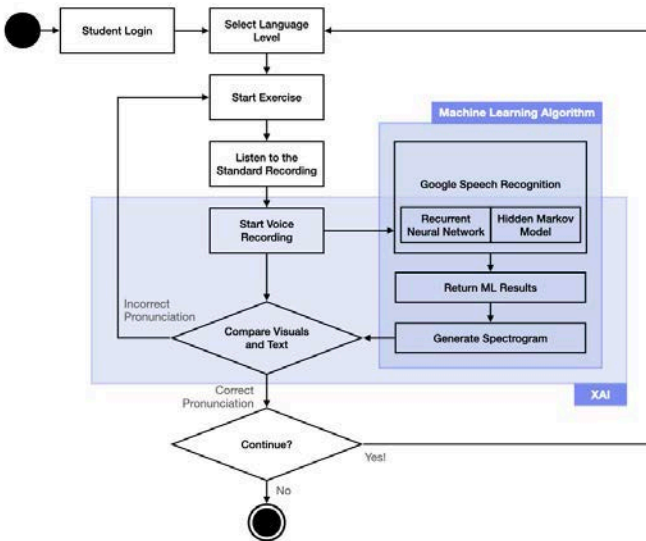 Student Login
Select Language
Level
Start Exercise
Machine Learning Algorithm
Listen to the
Standard Recording
Google Speech Recognition
Start Voice
Recording
Recurrent
Neural Network
Hidden Markov
Model
Return ML Results
Incorrect
Pronunciation
Compare Visuals
and Text
Generate Spectrogram
XAI
Correct
Pronunciation
Continue?
Yes!
No